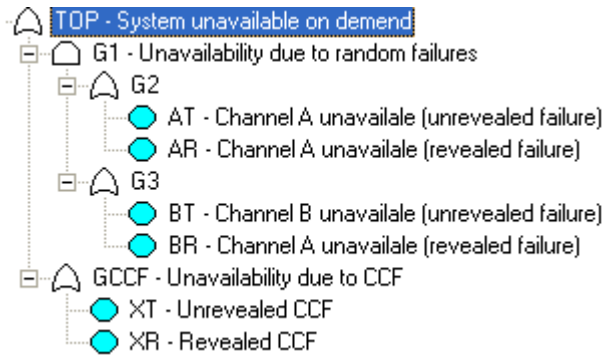 TOP - System unavailable on demend
G1 - Unavailability due to random failures
G2
AT - Channel A unavailale (unrevealed failure)
AR - Channel A unavailale (revealed failure)
G3
BT - Channel B unavailale (unrevealed failure)
BR - Channel A unavailale (revealed failure)
GCCF - Unavailability due to CCF
XT - Unrevealed CCF
XR - Revealed CCF